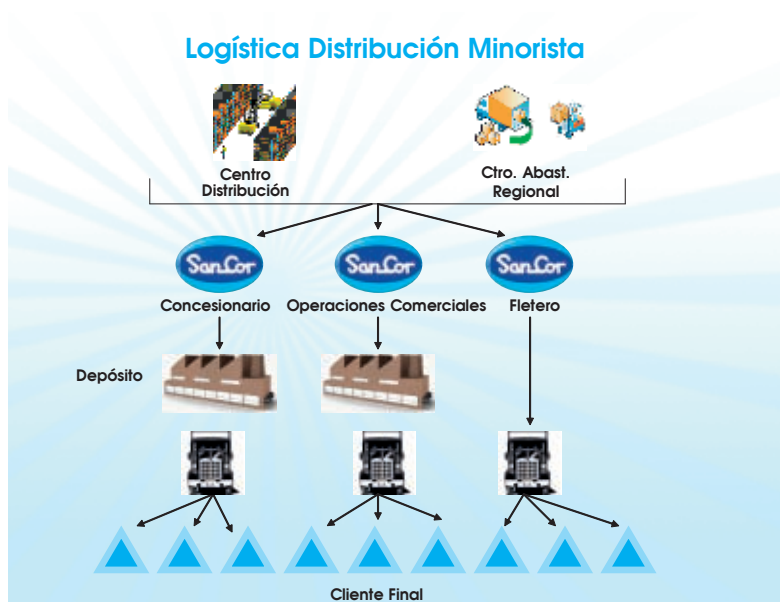 Logística Distribución Minorista
Centro
Distribución
Ctro. Abast.
Regional
SanCor
SanCor
SanCor
Concesionario
Operaciones Comerciales
Fletero
Depósito
Cliente Final